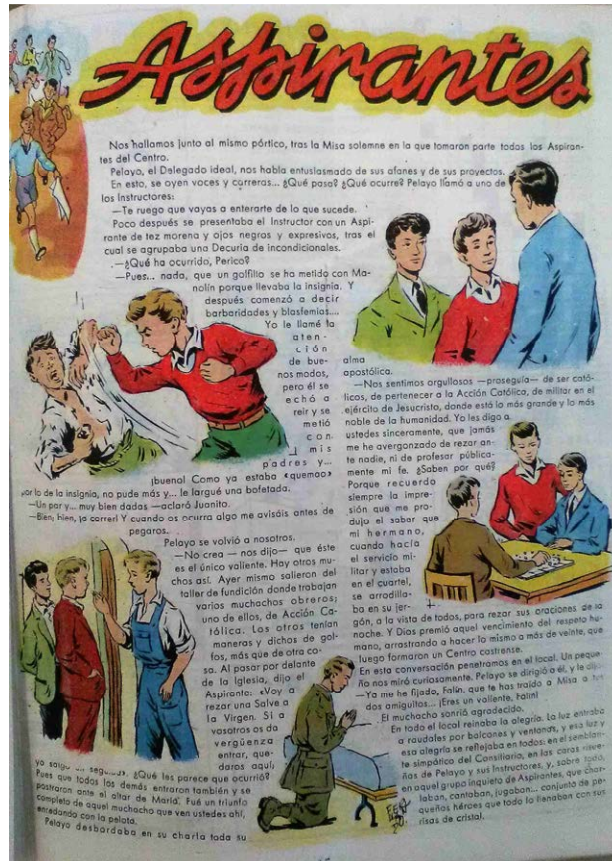 Aspirantes
Nos hallamos junto al mismo pórtico, tras la Misa solemne en la que tomaron parte todos los Aspiran-
tes del Centro.
Pelayo, el Delegado ideal, nos habla entusiasmado de sus afanes y de sus proyectos.
En esto, se oyen voces y carreras... ¿Qué pasa? ¿Qué ocurre? Pelayo llamó a uno de
los Instructores:
—Te ruego que vayas a enterarte de lo que sucede.
Poco después se presentaba el Instructor con un Aspi-
rante de tez morena y ojos negros y expresivos, tras el
cual se agrupaba una Decuria de incondicionales.
—¿Qué ha ocurrido, Perico?
—Pues... nada, que un golfillo se ha metido con Ma-
nolín porque llevaba la insignia. Y
después comenzó a decir
barbaridades y blasfemias...
Yo le llamé la
aten-
ción
de bue-
nos modos,
pero él se
echó a
reir y se
metió
con
mis
padres y...
¡bueno! Como ya estaba «quemao»
por lo de la insignia, no pude más y... le largué una bofetada.
—Un par y... muy bien dadas —aclaró Juanito.
—Bien, bien, ¡a correr! Y cuando os ocurra algo me avisáis antes de
pegaros.
Pelayo se volvió a nosotros.
—No crea — nos dijo— que éste
es el único valiente. Hay otros mu-
chos así. Ayer mismo salieron del
taller de fundición donde trabajan
varios muchachos obreros;
uno de ellos, de Acción Ca-
tólica. Los otros tenían
maneras y dichos de gol-
fos, más que de otra co-
sa. Al pasar por delante
de la Iglesia, dijo el
Aspirante: «Voy a
rezar una Salve a
la Virgen. Si a
vosotros os da
vergüenza
entrar, que-
daros aquí,
yo salgo en seguida». ¿Qué les parece que ocurrió?
Pues que todos los demás entraron también y se
postraron ante el altar de María. Fué un triunfo
completo de aquel muchacho que ven ustedes ahí,
enredando con la pelota.
Pelayo desbordaba en su charla toda su
alma
apostólica.
—Nos sentimos orgullosos —proseguía— de ser cató-
licos, de pertenecer a la Acción Católica, de militar en el
ejército de Jesucristo, donde está lo más grande y lo más
noble de la humanidad. Yo les digo a
ustedes sinceramente, que jamás
me he avergonzado de rezar an-
te nadie, ni de profesar pública-
mente mi fe. ¿Saben por qué?
Porque recuerdo
siempre la impre-
sión que me pro-
dujo el saber que
mi hermano,
cuando hacía
el servicio mi-
litar y estaba
en el cuartel,
se arrodilla-
ba en su jer-
gón, a la vista de todos, para rezar sus oraciones de la
noche. Y Dios premió aquel vencimiento del respeto hu-
mano, arrastrando a hacer lo mismo a más de veinte, que
luego formaron un Centro castrense.
En esta conversación penetramos en el local. Un peque-
ño nos miró curiosamente. Pelayo se dirigió a él, y le dijo:
—Ya me he fijado, Falín, que te has traído a Misa a tus
dos amiguitos... ¡Eres un valiente, Falín!
El muchacho sonrió agradecido.
En todo el local reinaba la alegría. La luz entraba
a raudales por balcones y ventanas, y esa luz y
esa alegría se reflejaba en todos: en el semblan-
te simpático del Consiliario, en las caras risue-
ñas de Pelayo y sus Instructores, y, sobre todo,
en aquel grupo inquieto de Aspirantes, que char-
laban, cantaban, jugaban... conjunto de pe-
queños héroes que todo lo llenaban con sus
risas de cristal.